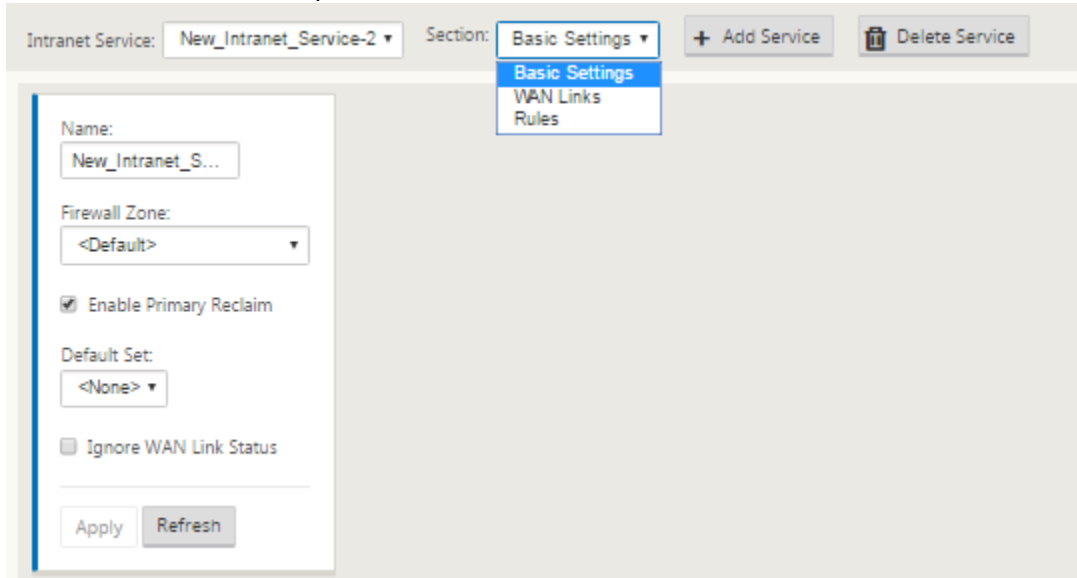 Intranet Service: New_Intranet_Service-2 Section: Basic Settings + Add Service Delete Service
Basic Settings
WAN Links
Rules
Name:
New_Intranet_S...
Firewall Zone:
<Default>
Enable Primary Reclaim
Default Set:
<None>
Ignore WAN Link Status
Apply Refresh